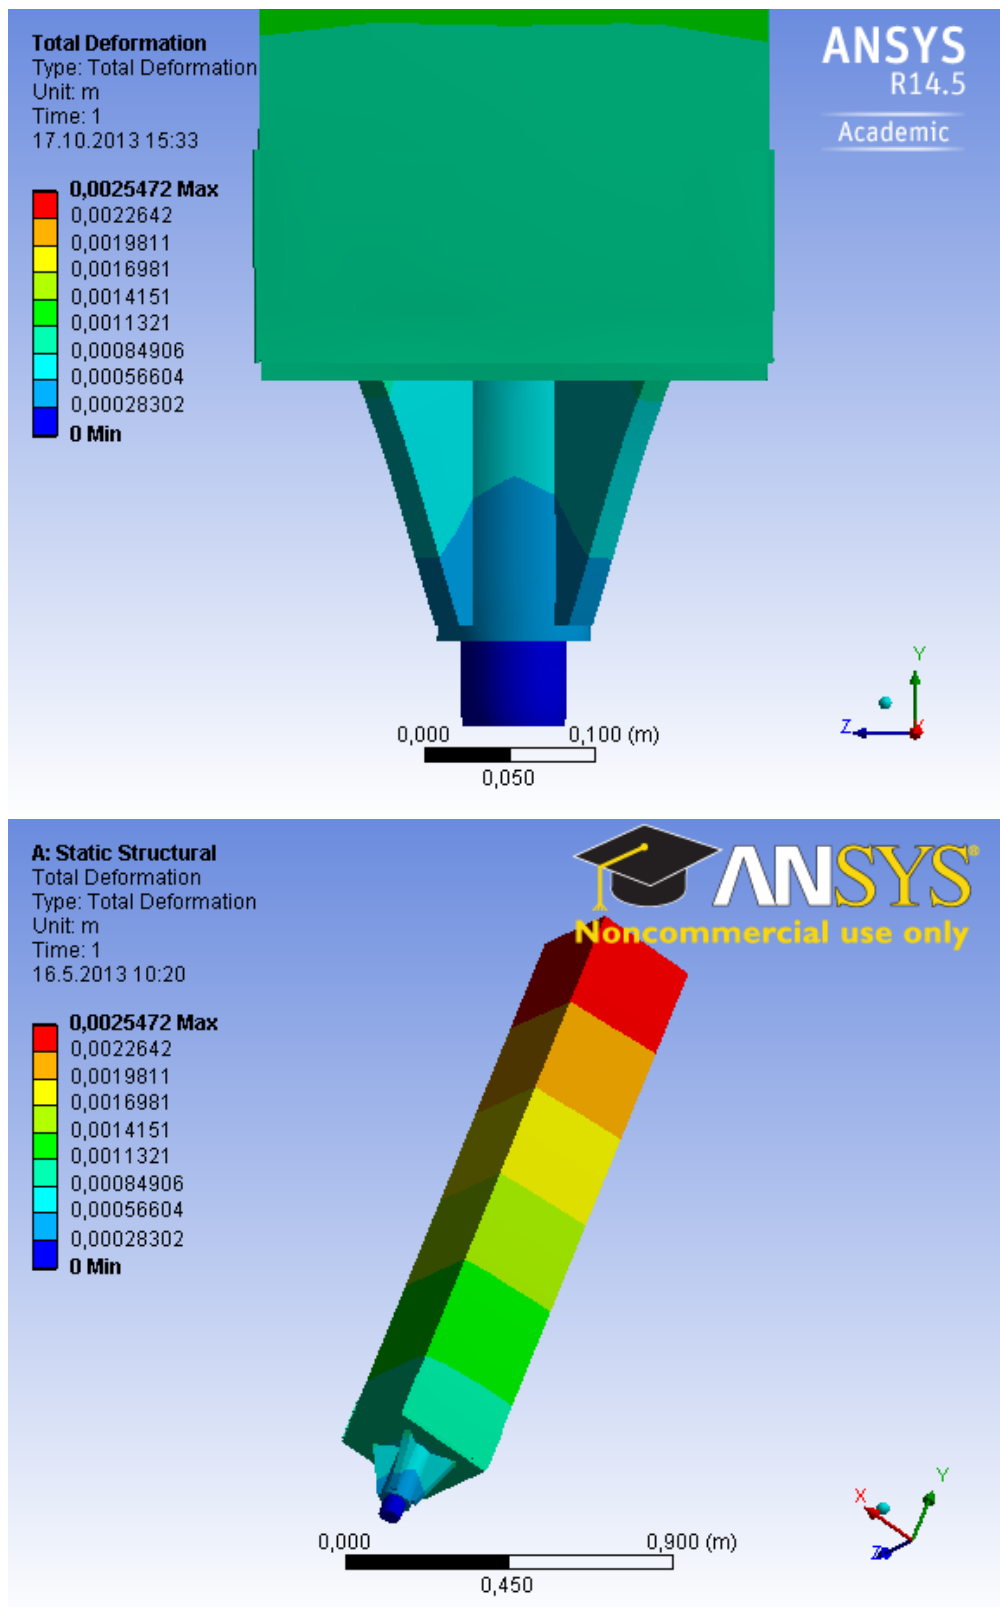 Total Deformation
Type: Total Deformation
Unit: m
Time: 1
17.10.2013 15:33
ANSYS
R14.5
Academic
0,0025472 Max
0,0022642
0,0019811
0,0016981
0,0014151
0,0011321
0,00084906
0,00056604
0,00028302
0 Min
Y
Z
X
0,000
0,100 (m)
0,050
A: Static Structural
Total Deformation
Type: Total Deformation
Unit: m
Time: 1
16.5.2013 10:20
ANSYS®
Noncommercial use only
0,0025472 Max
0,0022642
0,0019811
0,0016981
0,0014151
0,0011321
0,00084906
0,00056604
0,00028302
0 Min
Y
X
Z
0,000
0,900 (m)
0,450